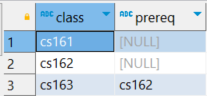 class prereq
1 cs161 [NULL]
2 cs162 [NULL]
3 cs163 cs162